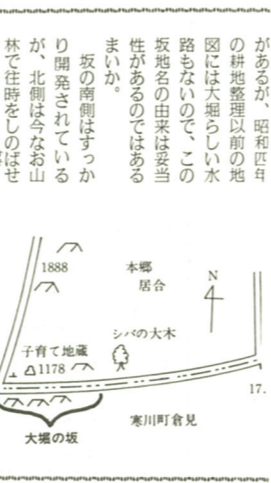 があるが、昭和四年
の耕地整理以前の地
図には大堀らしい水
路もないので、この
坂地名の由来は妥当
性があるのではある
まいか。
坂の南側はすっか
り開発されている
が、北側は今なお山
林で往時をしのばせ
1888
本郷
居合
N
シバの大木
子育て地蔵
1178
17.
寒川町倉見
大堀の坂